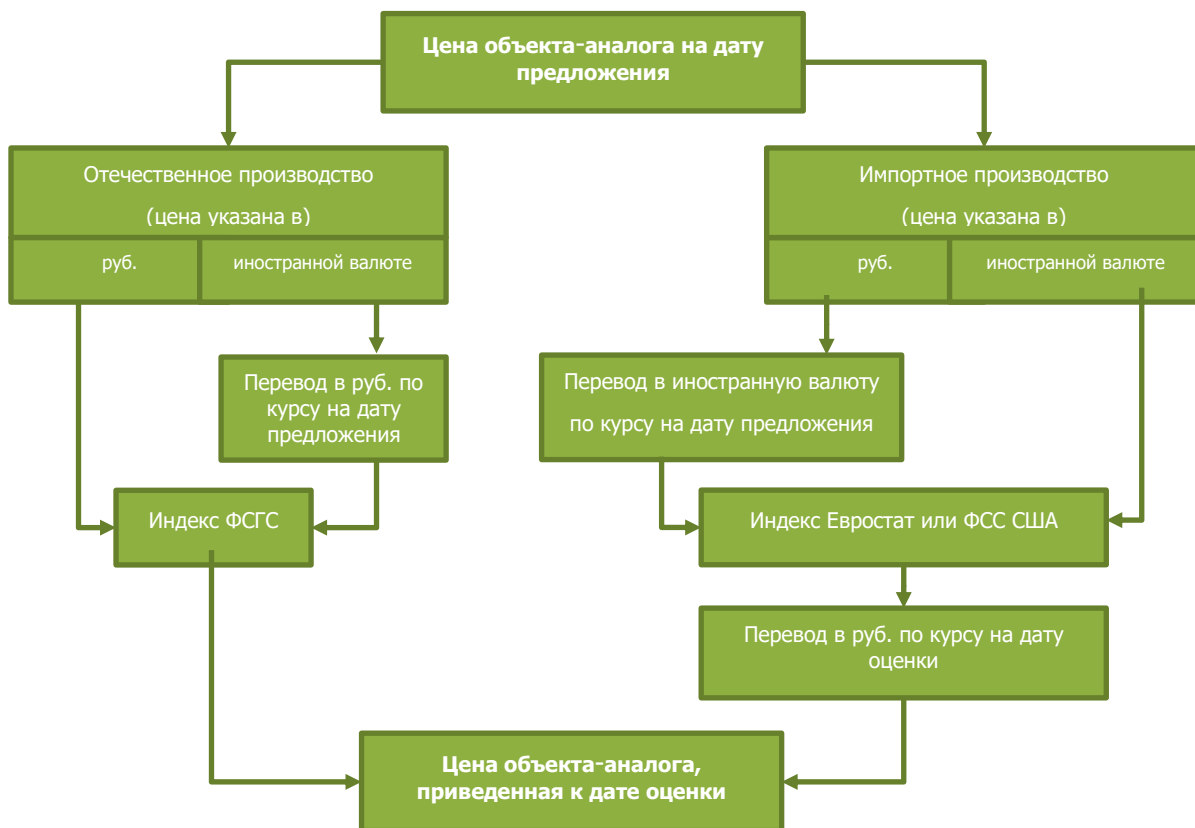 Цена объекта-аналога на дату
предложения
Отечественное производство
(цена указана в)
руб.
иностранной валюте
Импортное производство
(цена указана в)
руб.
иностранной валюте
Перевод в руб. по
курсу на дату
предложения
Перевод в иностранную валюту
по курсу на дату предложения
Индекс ФСГС
Индекс Евростат или ФСС США
Перевод в руб. по курсу на дату
оценки
Цена объекта-аналога,
приведенная к дате оценки